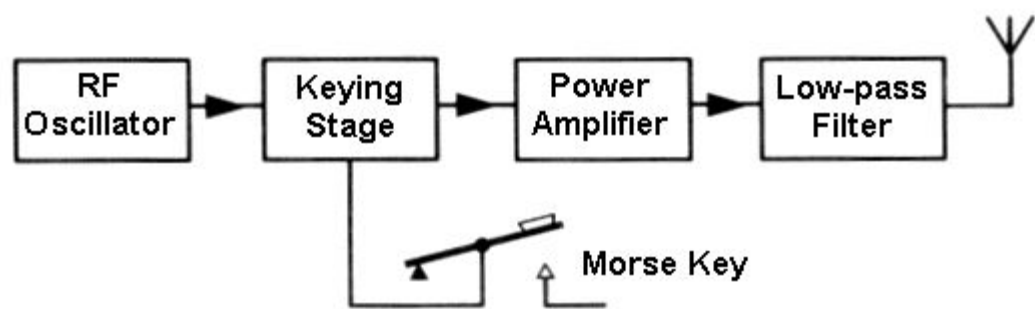 RF
Oscillator
Keying
Stage
Power
Amplifier
Low-pass
Filter
Morse Key